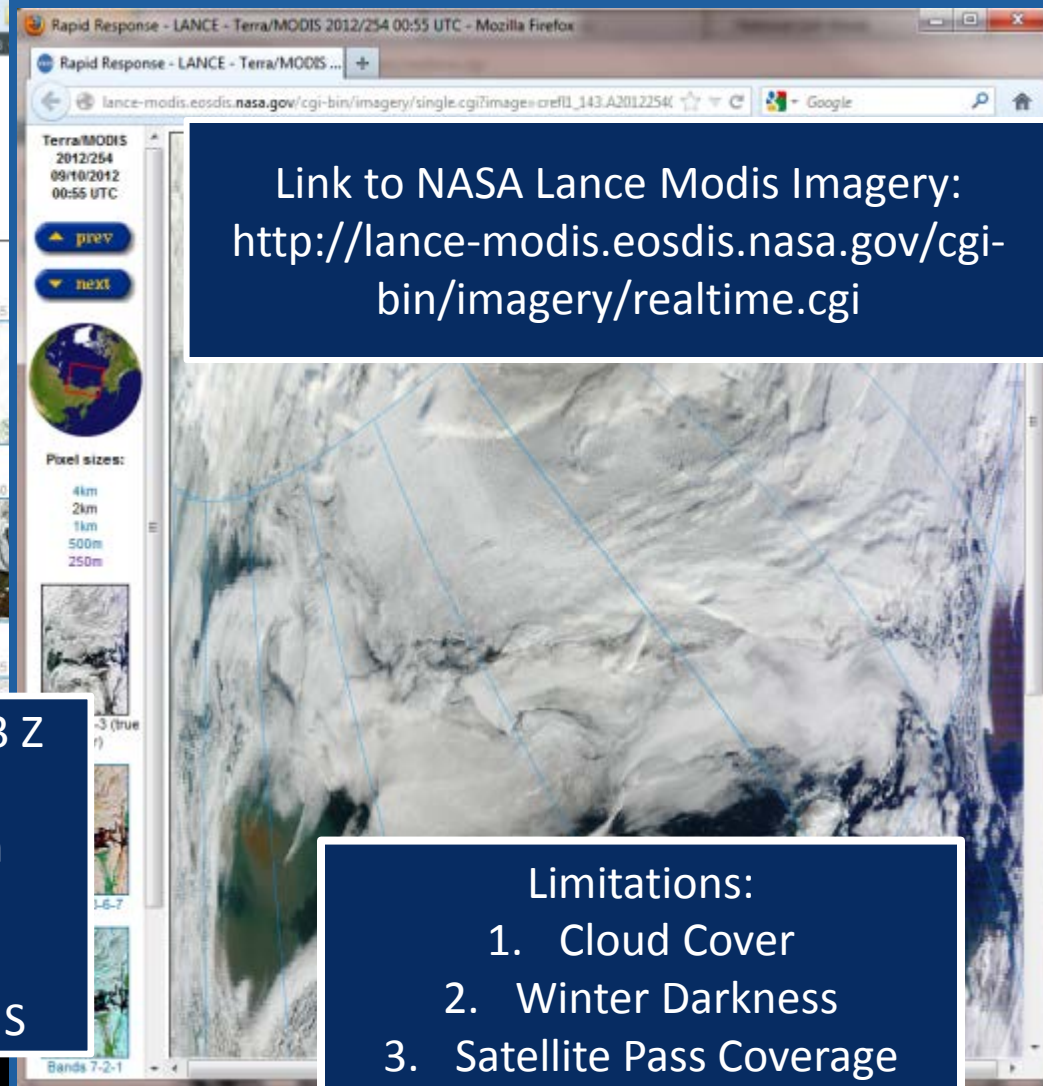 Rapid Response - LANCE - Terra/MODIS 2012/254 00:55 UTC - Mozilla Firefox
Rapid Response - LANCE - Terra/MODIS ...
lance-modis.eosdis.nasa.gov/cgi-bin/imagery/single.cgi?image=crefl1_143.A2012254(
Google
Terra/MODIS
2012/254
09/10/2012
00:55 UTC
prev
next
Pixel sizes:
4km
2km
1km
500m
250m
-3 (true
-6-7
Bands 7-2-1
Link to NASA Lance Modis Imagery:
http://lance-modis.eosdis.nasa.gov/cgi-
bin/imagery/realtime.cgi
Z
S
Limitations:
1. Cloud Cover
2. Winter Darkness
3. Satellite Pass Coverage